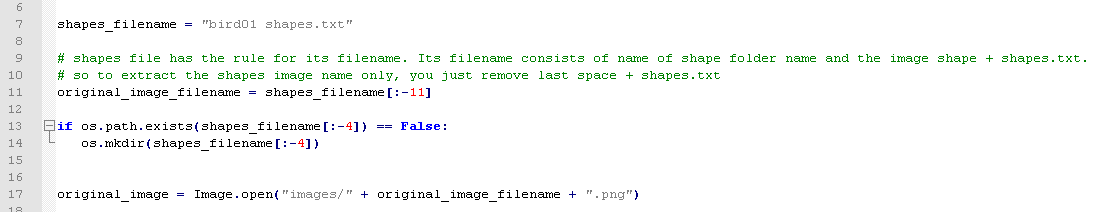 6
7 shapes_filename = "bird01 shapes.txt"
8
9 # shapes file has the rule for its filename. Its filename consists of name of shape folder name and the image shape + shapes.txt.
10 # so to extract the shapes image name only, you just remove last space + shapes.txt
11 original_image_filename = shapes_filename[:-11]
12
13 if os.path.exists(shapes_filename[:-4]) == False:
14 os.mkdir(shapes_filename[:-4])
15
16
17 original_image = Image.open("images/" + original_image_filename + ".png")
18